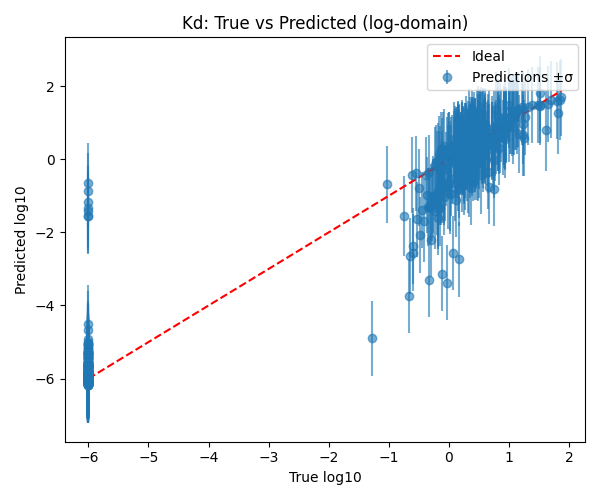 Kd: True vs Predicted (log-domain)
Ideal
Predictions ±σ
Predicted log10
2
0
−2
−4
−6
−6 −5 −4 −3 −2 −1 0 1 2
True log10